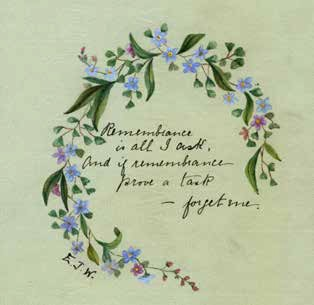 Remembrance
is all I ask,
And if remembrance
prove a task
— forget me.
E.J.W.